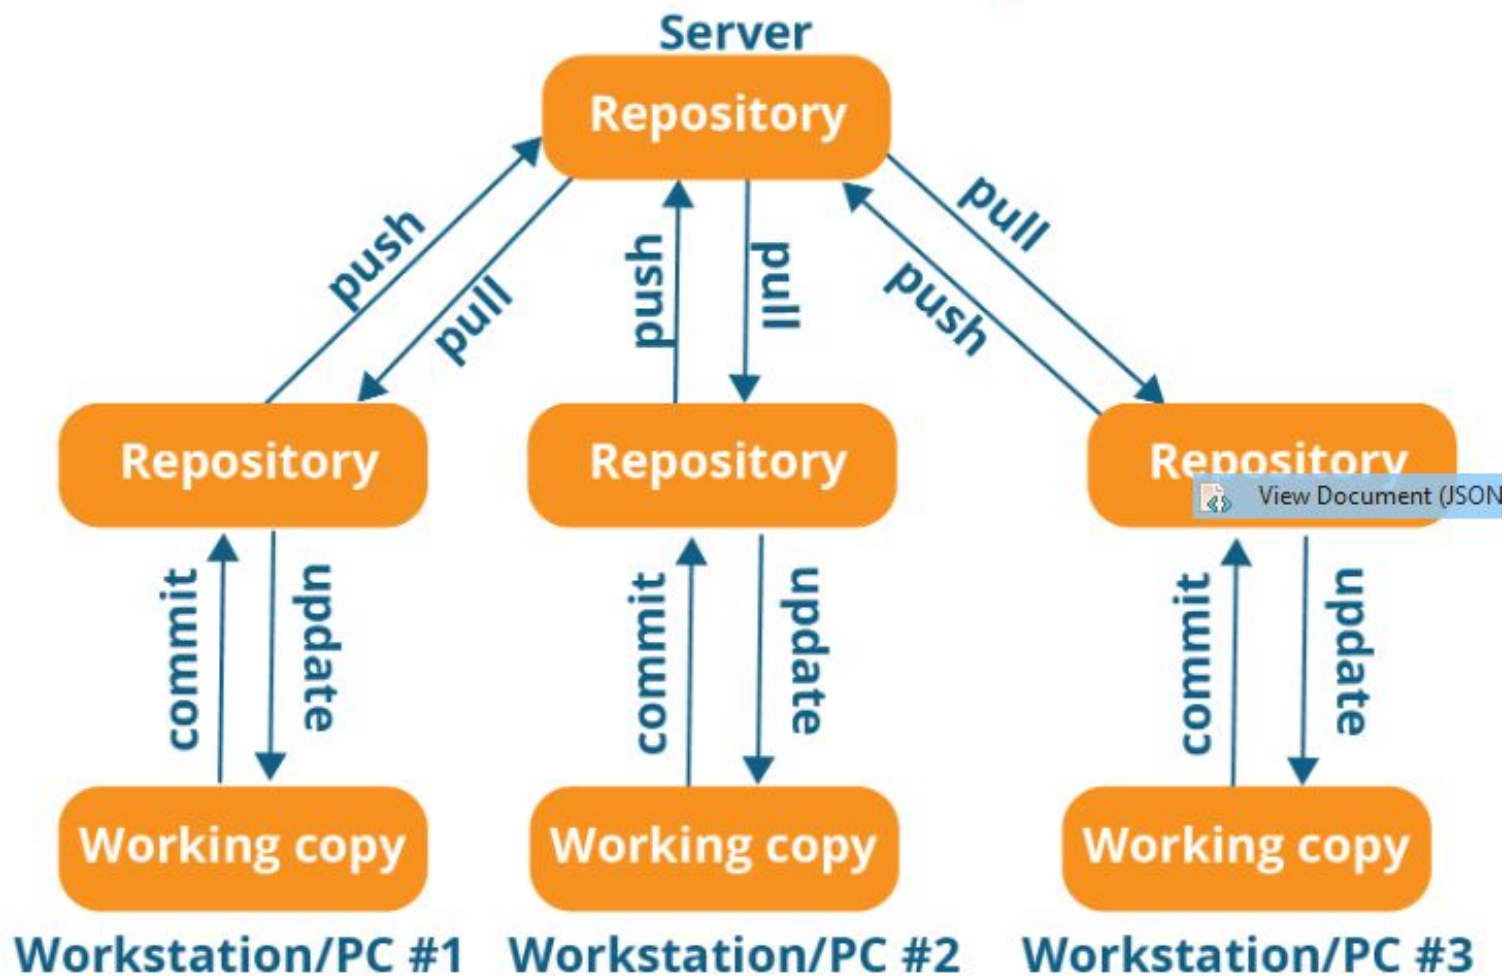 Server
Repository
push
pull
push
pull
push
pull
Repository
Repository
Repository
View Document (JSON
commit
update
commit
update
commit
update
Working copy
Working copy
Working copy
Workstation/PC #1
Workstation/PC #2
Workstation/PC #3